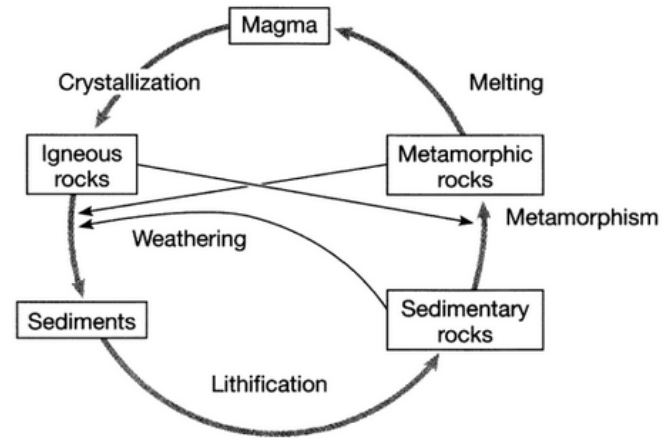 Magma
Crystallization
Melting
Igneous
rocks
Metamorphic
rocks
Metamorphism
Weathering
Sediments
Sedimentary
rocks
Lithification